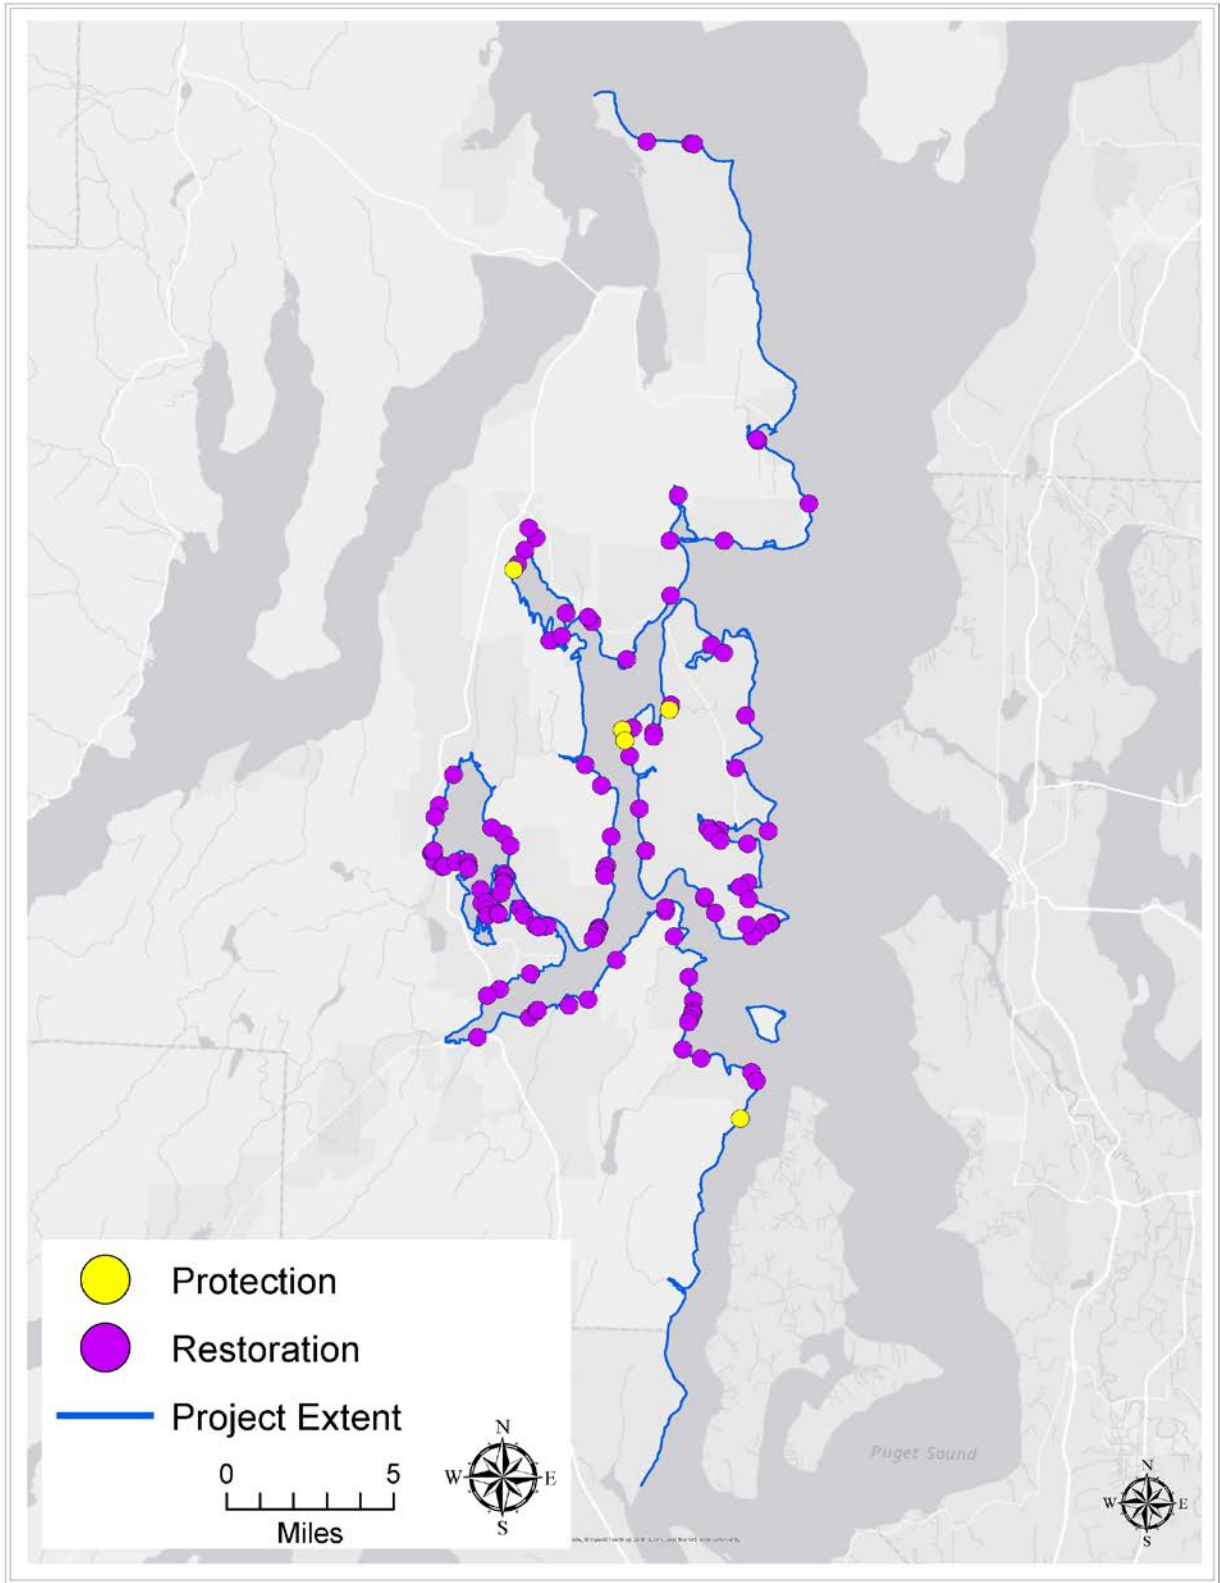 Protection
Restoration
Project Extent
0 5
Miles
N
W E
S
Puget Sound
N
W E
S